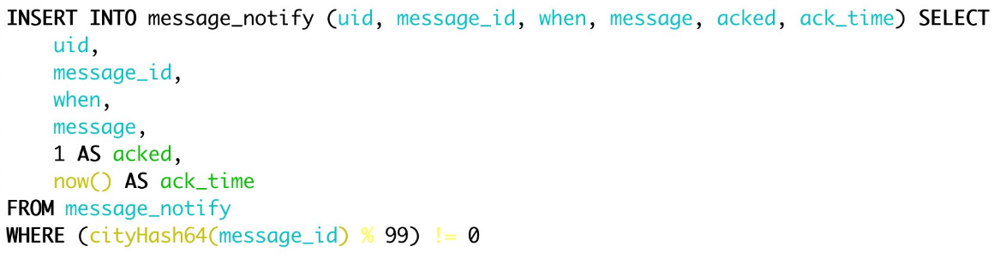 INSERT INTO message_notify (uid, message_id, when, message, acked, ack_time) SELECT
uid,
message_id,
when,
message,
1 AS acked,
now() AS ack_time
FROM message_notify
WHERE (cityHash64(message_id) % 99) != 0